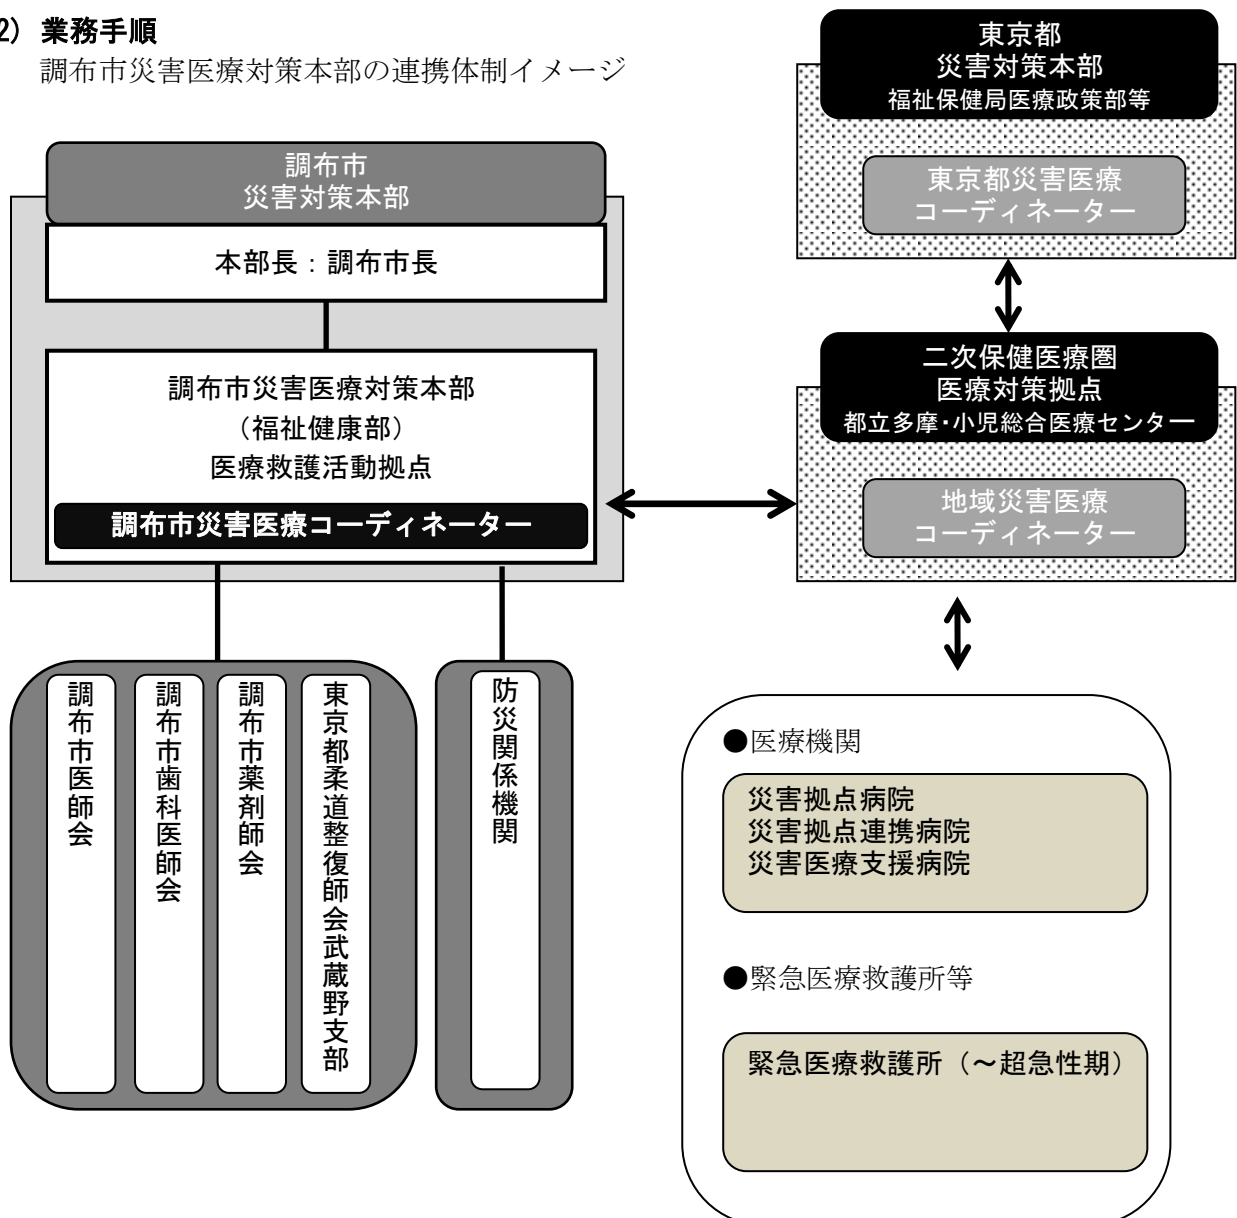 2) 業務手順
調布市災害医療対策本部の連携体制イメージ
調布市
災害対策本部
本部長：調布市長
調布市災害医療対策本部
（福祉健康部）
医療救護活動拠点
調布市災害医療コーディネーター
調布市医師会
調布市歯科医師会
調布市薬剤師会
東京都柔道整復師会武蔵野支部
防災関係機関
東京都
災害対策本部
福祉保健局医療政策部等
東京都災害医療
コーディネーター
二次保健医療圏
医療対策拠点
都立多摩・小児総合医療センター
地域災害医療
コーディネーター
●医療機関
災害拠点病院
災害拠点連携病院
災害医療支援病院
●緊急医療救護所等
緊急医療救護所（～超急性期）